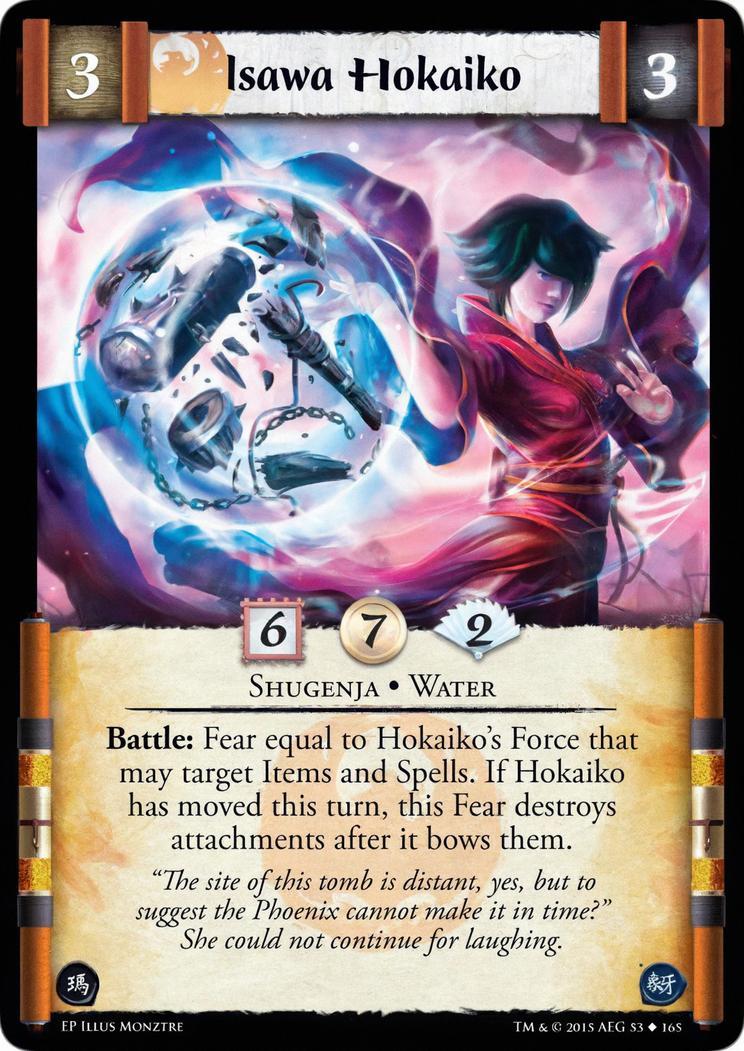 3 Isawa Hokaiko 3
6 7 2
Shugenja • Water
Battle: Fear equal to Hokaiko's Force that
may target Items and Spells. If Hokaiko
has moved this turn, this Fear destroys
attachments after it bows them.
“The site of this tomb is distant, yes, but to
suggest the Phoenix cannot make it in time?”
She could not continue for laughing.
EP Illus Monztre
TM & © 2015 AEG S3 ◆ 165